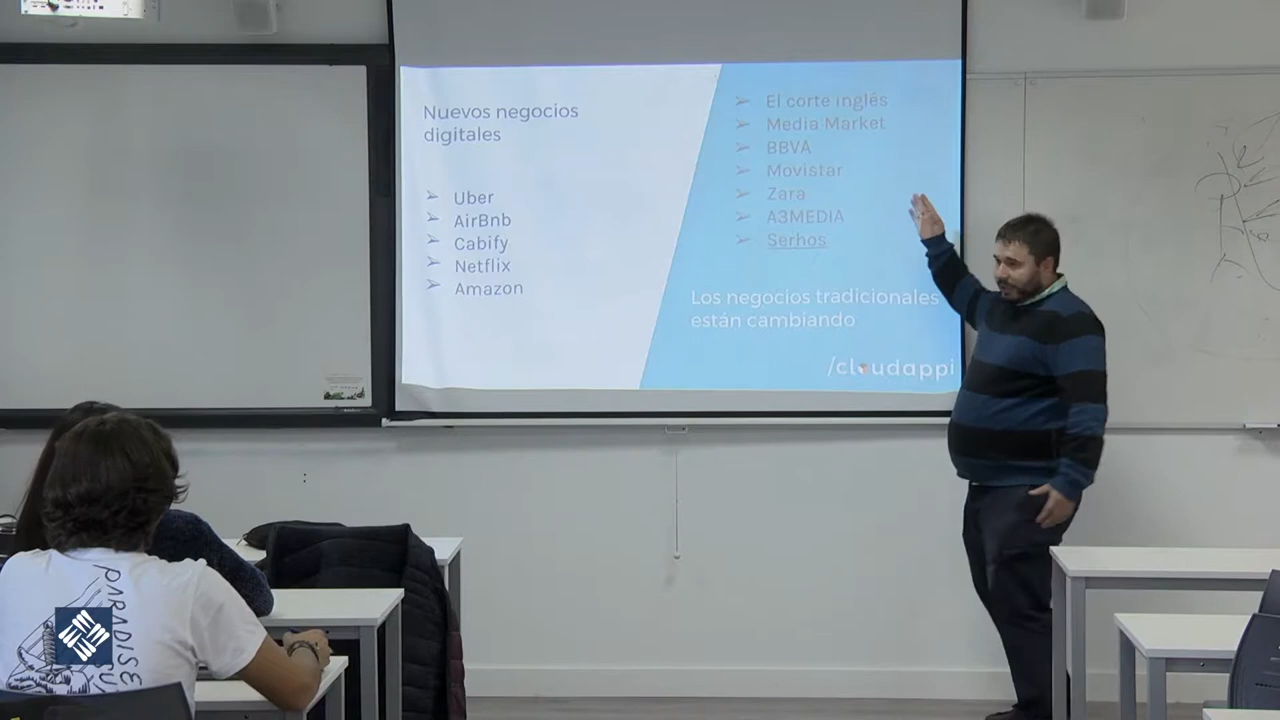 Nuevos negocios
digitales
Uber
AirBnb
Cabify
Netflix
Amazon
El corte inglés
Media Market
BBVA
Movistar
Zara
A3MEDIA
Serhos
Los negocios tradicionales
están cambiando
/cloudappi
PARADISE